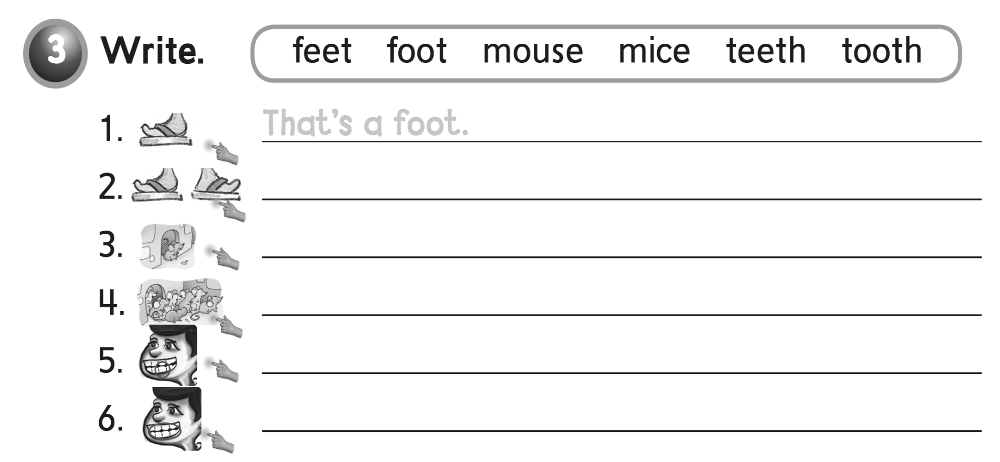 3 Write. feet foot mouse mice teeth tooth
1. That's a foot.
2.
3.
4.
5.
6.